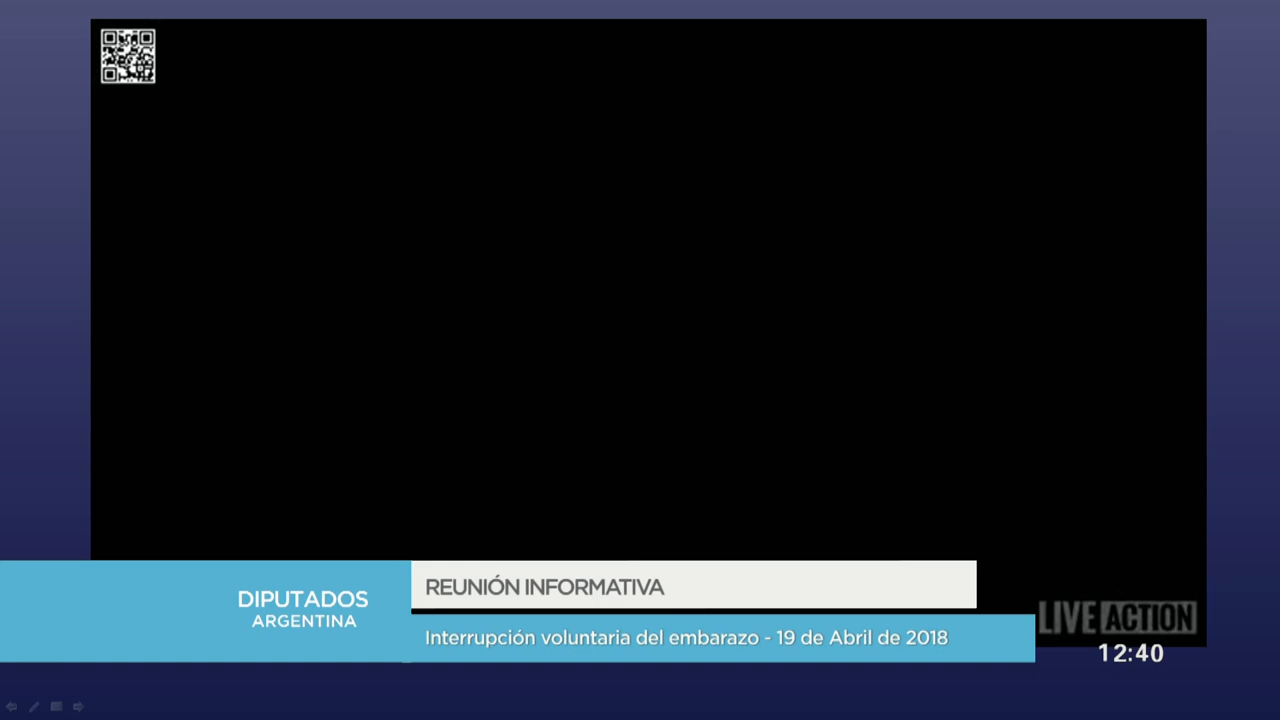 DIPUTADOS
ARGENTINA
REUNIÓN INFORMATIVA
Interrupción voluntaria del embarazo - 19 de Abril de 2018
LIVE ACTION
12:40